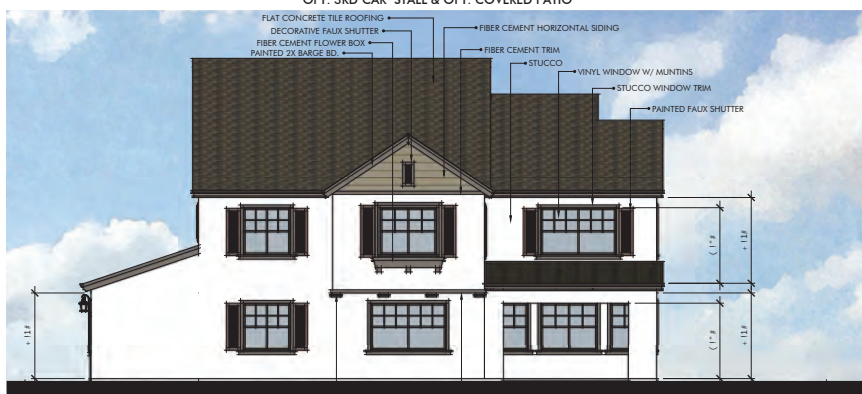 OPT. 3RD CAR STALL & OPT. COVERED PATIO
FLAT CONCRETE TILE ROOFING
DECORATIVE FAUX SHUTTER
FIBER CEMENT FLOWER BOX
PAINTED 2X BARGE BD.
FIBER CEMENT HORIZONTAL SIDING
FIBER CEMENT TRIM
STUCCO
VINYL WINDOW W/ MUNTINS
STUCCO WINDOW TRIM
PAINTED FAUX SHUTTER